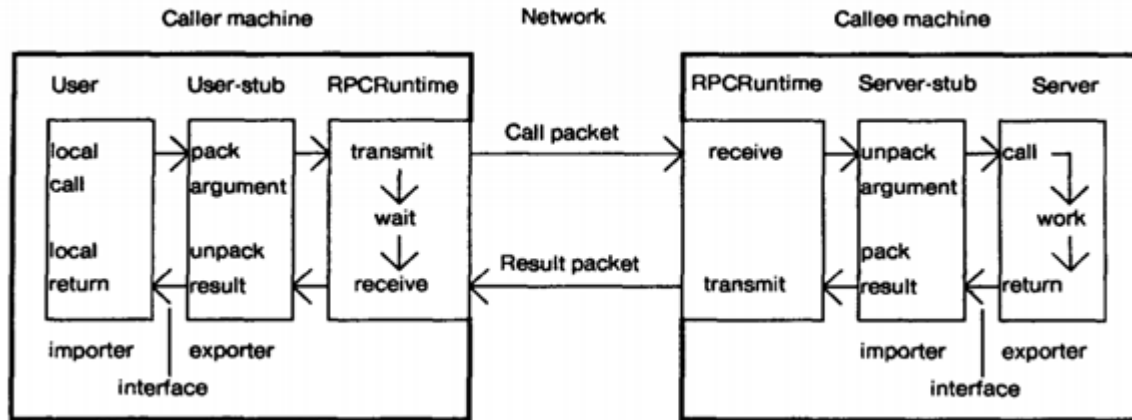 Caller machine Network Callee machine
User User-stub RPCRuntime RPCRuntime Server-stub Server
Call packet
local pack transmit receive unpack call
call argument argument
wait work
local unpack pack
Result packet
return result receive transmit result return
importer exporter importer exporter
interface interface